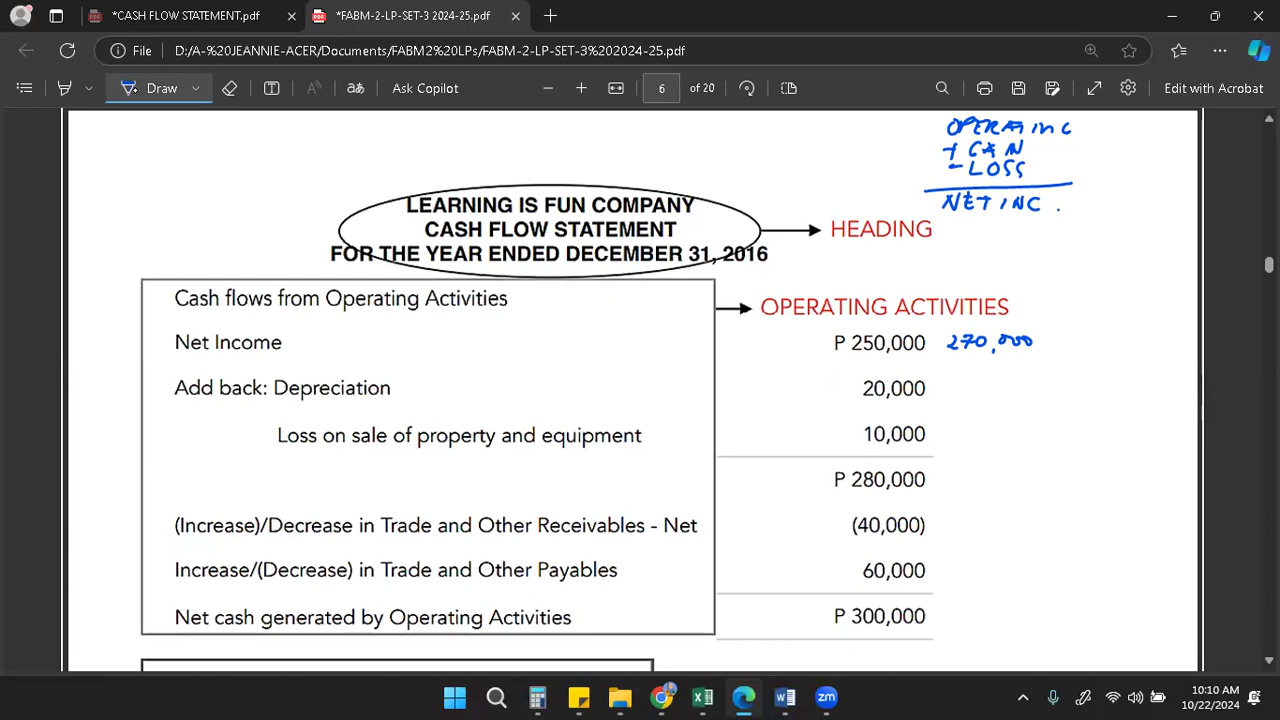 *CASH FLOW STATEMENT.pdf
*FABM-2-LP-SET-3 2024-25.pdf
File
D:/A-%20JEANNIE-ACER/Documents/FABM2%20LPs/FABM-2-LP-SET-3%202024-25.pdf
Draw
Ask Copilot
6 of 20
Edit with Acrobat
OPERATINC
+ GAN
- LOSS
NET INC.
LEARNING IS FUN COMPANY
CASH FLOW STATEMENT
FOR THE YEAR ENDED DECEMBER 31, 2016
HEADING
Cash flows from Operating Activities
OPERATING ACTIVITIES
Net Income P 250,000 270,000
Add back: Depreciation 20,000
Loss on sale of property and equipment 10,000
P 280,000
(Increase)/Decrease in Trade and Other Receivables - Net (40,000)
Increase/(Decrease) in Trade and Other Payables 60,000
Net cash generated by Operating Activities P 300,000
10:10 AM
10/22/2024